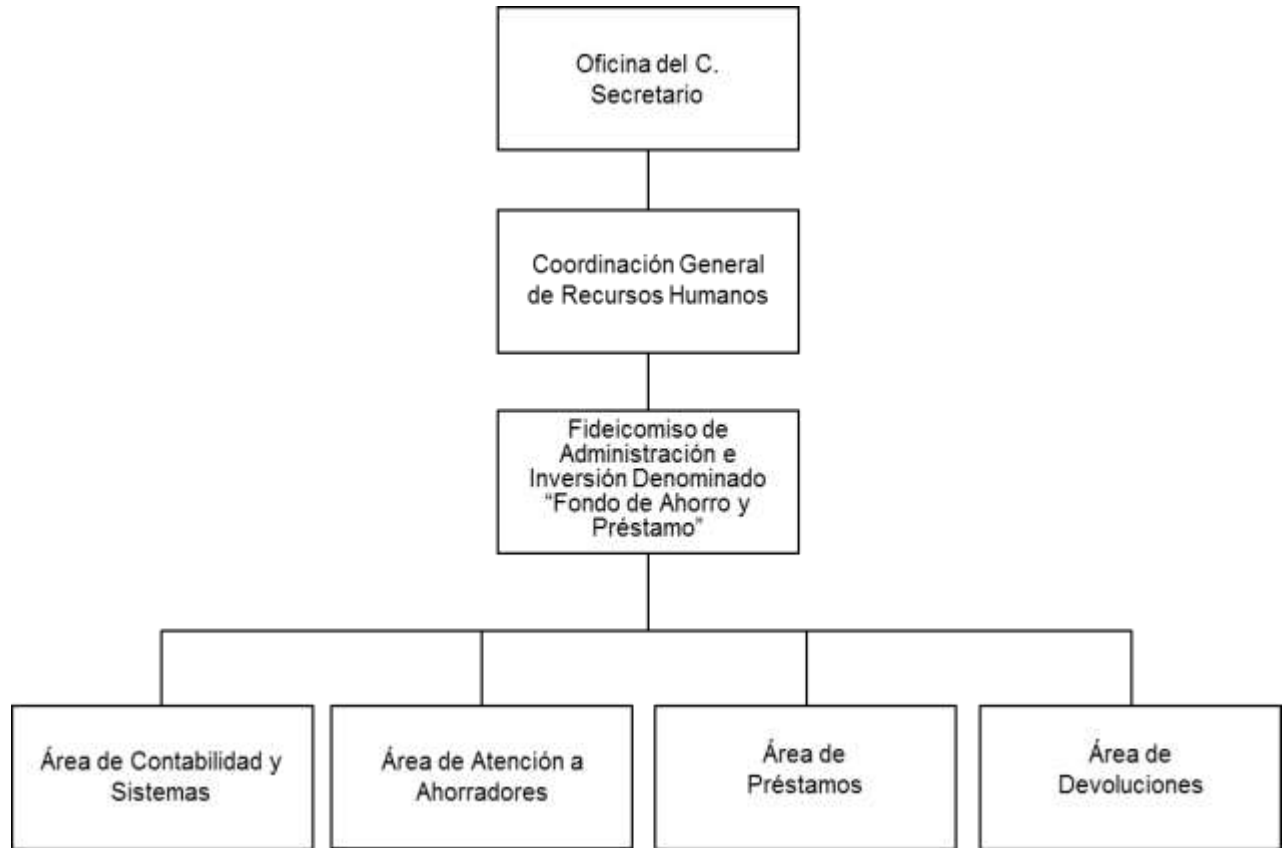 Oficina del C.
Secretario
Coordinación General
de Recursos Humanos
Fideicomiso de
Administración e
Inversión Denominado
“Fondo de Ahorro y
Préstamo”
Área de Contabilidad y
Sistemas
Área de Atención a
Ahorradores
Área de
Préstamos
Área de
Devoluciones